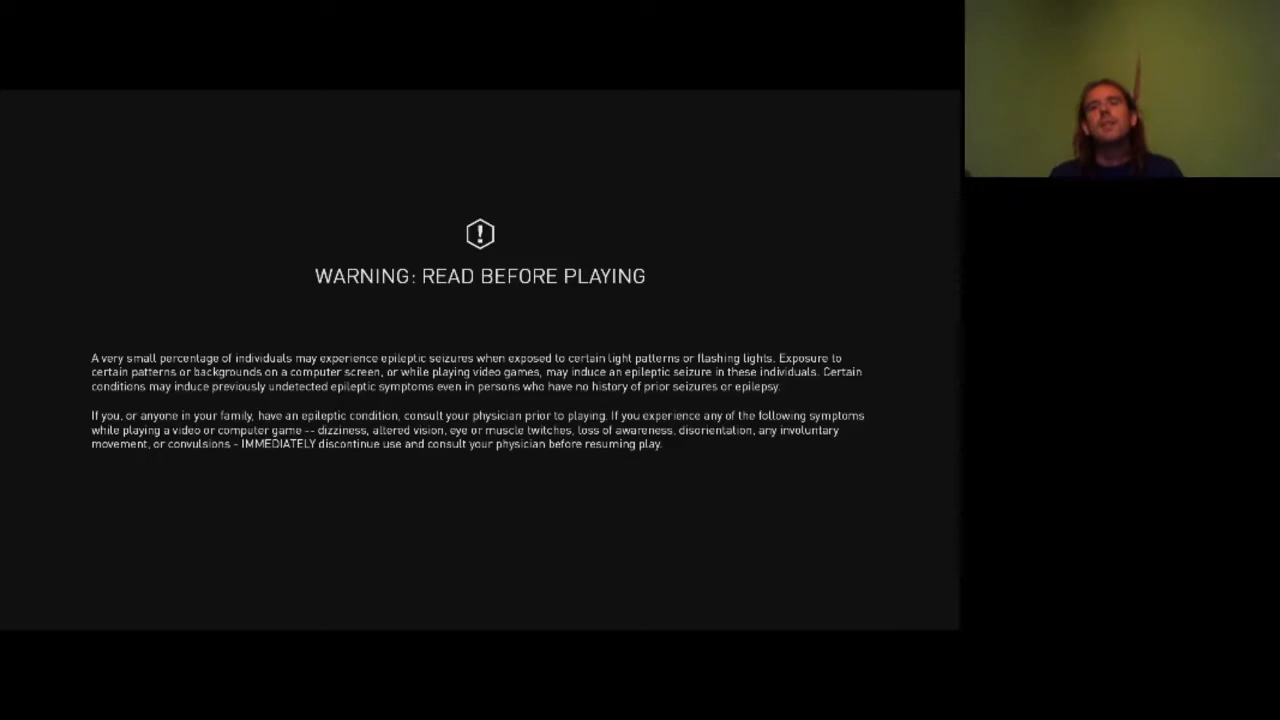 WARNING: READ BEFORE PLAYING
A very small percentage of individuals may experience epileptic seizures when exposed to certain light patterns or flashing lights. Exposure to
certain patterns or backgrounds on a computer screen, or while playing video games, may induce an epileptic seizure in these individuals. Certain
conditions may induce previously undetected epileptic symptoms even in persons who have no history of prior seizures or epilepsy.
If you, or anyone in your family, have an epileptic condition, consult your physician prior to playing. If you experience any of the following symptoms
while playing a video or computer game -- dizziness, altered vision, eye or muscle twitches, loss of awareness, disorientation, any involuntary
movement, or convulsions - IMMEDIATELY discontinue use and consult your physician before resuming play.